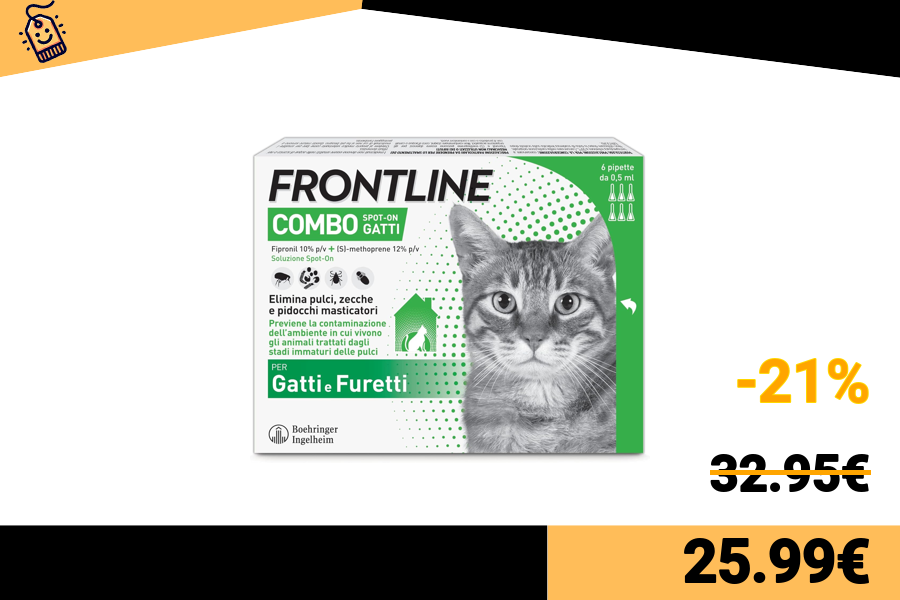 6 pipette
da 0,5 ml
FRONTLINE
COMBO SPOT-ON
GATTI
Fipronil 10% p/v + (S)-methoprene 12% p/v
Soluzione Spot-On
Elimina pulci, zecche
e pidocchi masticatori
Previene la contaminazione
dell'ambiente in cui vivono
gli animali trattati dagli
stadi immaturi delle pulci
PER
Gatti e Furetti
Boehringer
Ingelheim
-21%
32.95€
25.99€